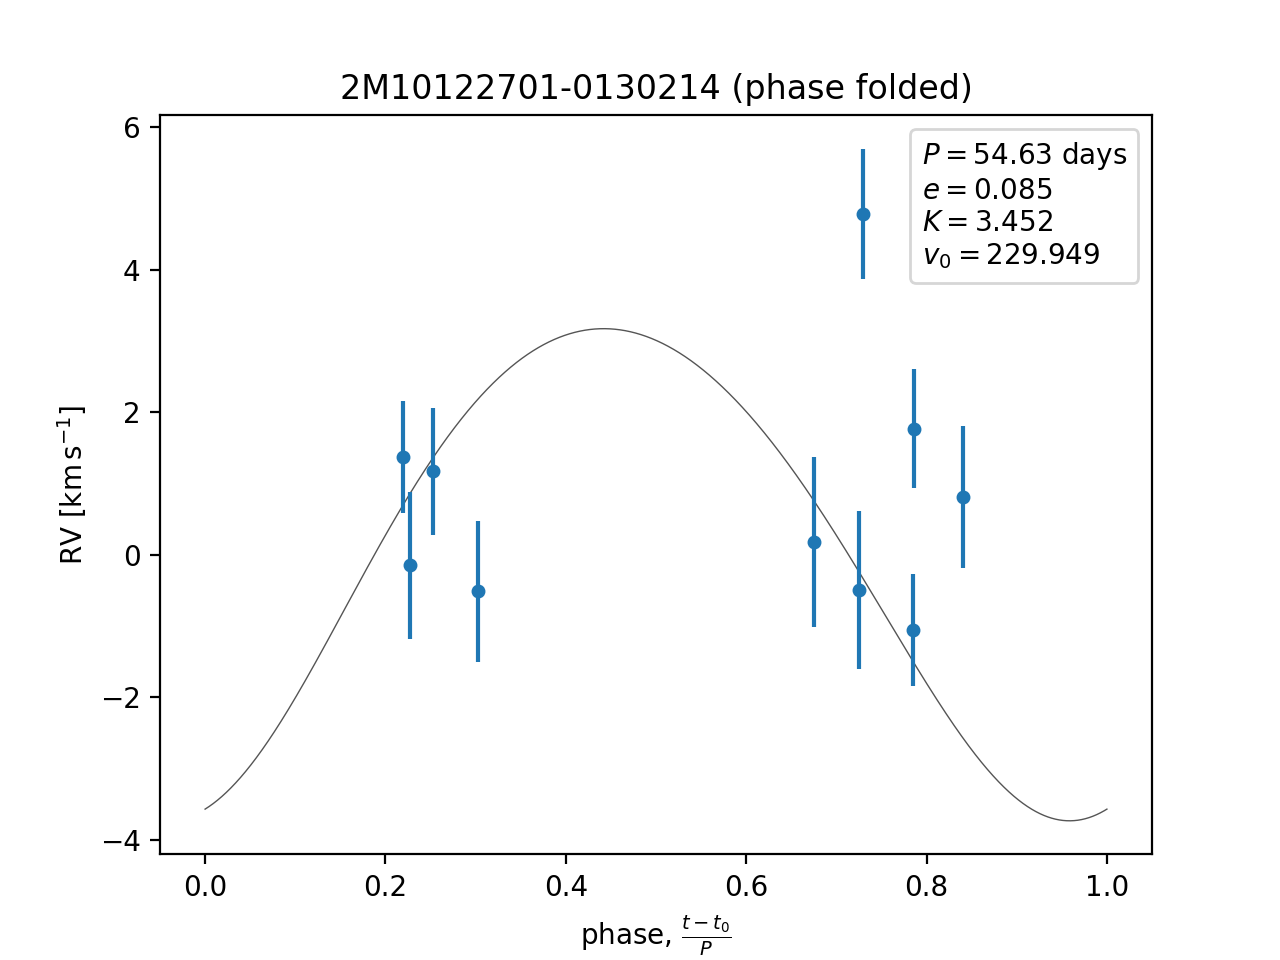 2M10122701-0130214 (phase folded)
P = 54.63 days
e = 0.085
K = 3.452
v₀ = 229.949
6
4
2
0
−2
−4
RV [km s⁻¹]
0.0 0.2 0.4 0.6 0.8 1.0
phase, (t − t₀)/P